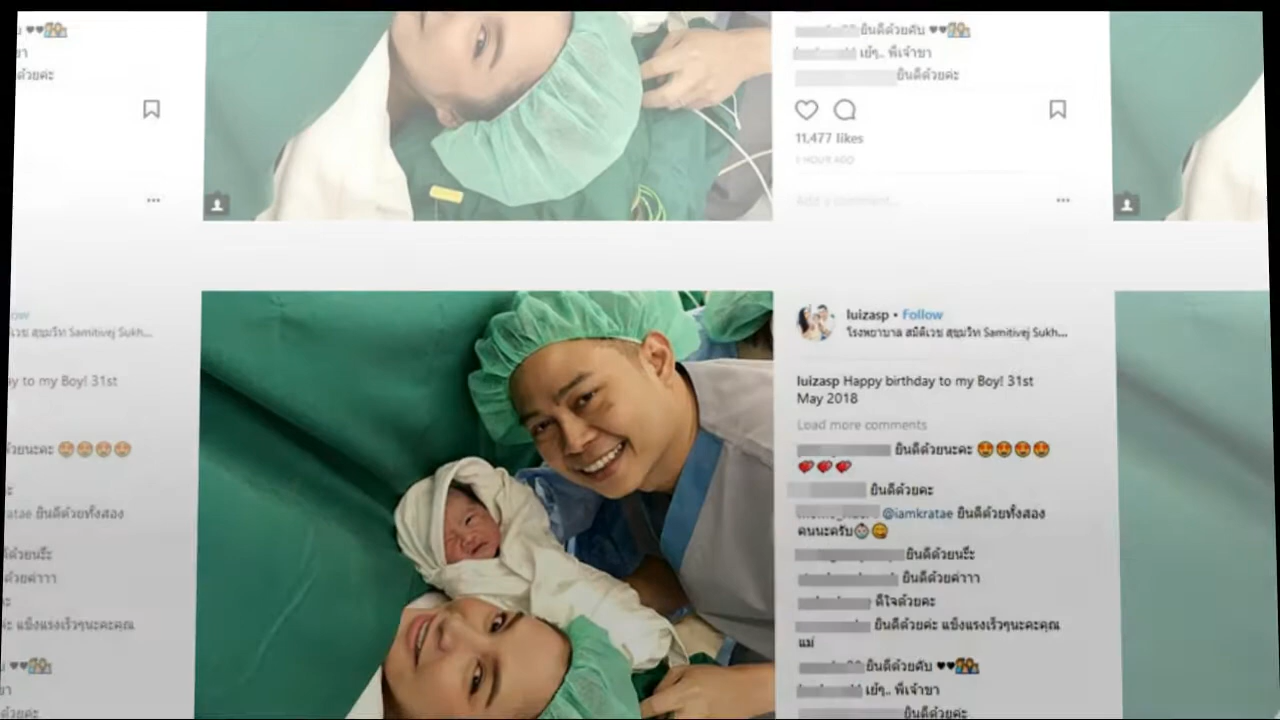 ยินดีด้วยคับ ♥♥
เย้ๆ.. พี่เจ้าขา
ยินดีด้วยค่ะ
11,477 likes
1 HOUR AGO
Add a comment...
luizasp • Follow
โรงพยาบาล สมิติเวช สุขุมวิท Samitivej Sukh...
luizasp Happy birthday to my Boy! 31st
May 2018
Load more comments
ยินดีด้วยนะคะ 😍😍😍😍
💕💕💕
ยินดีด้วยคะ
@iamkratae ยินดีด้วยทั้งสอง
คนนะครับ👶😋
ยินดีด้วยนร๊ะ
ยินดีด้วยค่าาา
ดีใจด้วยคะ
ยินดีด้วยค่ะ แข็งแรงเร็วๆนะคะคุณ
แม่
ยินดีด้วยคับ ♥♥
เย้ๆ.. พี่เจ้าขา
ยินดีด้วยค่ะ